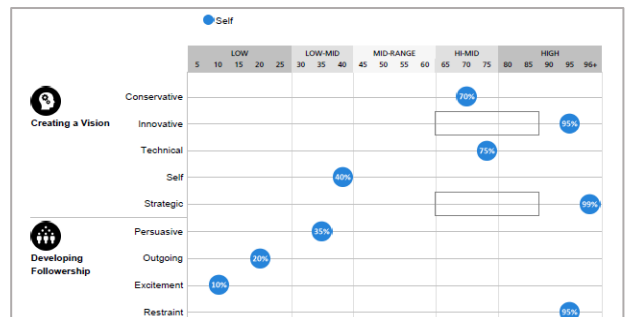 Self
LOW LOW-MID MID-RANGE HI-MID HIGH
5 10 15 20 25 30 35 40 45 50 55 60 65 70 75 80 85 90 95 96+
Creating a Vision
Conservative 70%
Innovative 95%
Technical 75%
Self 40%
Strategic 99%
Developing
Followership
Persuasive 35%
Outgoing 20%
Excitement 10%
Restraint 95%